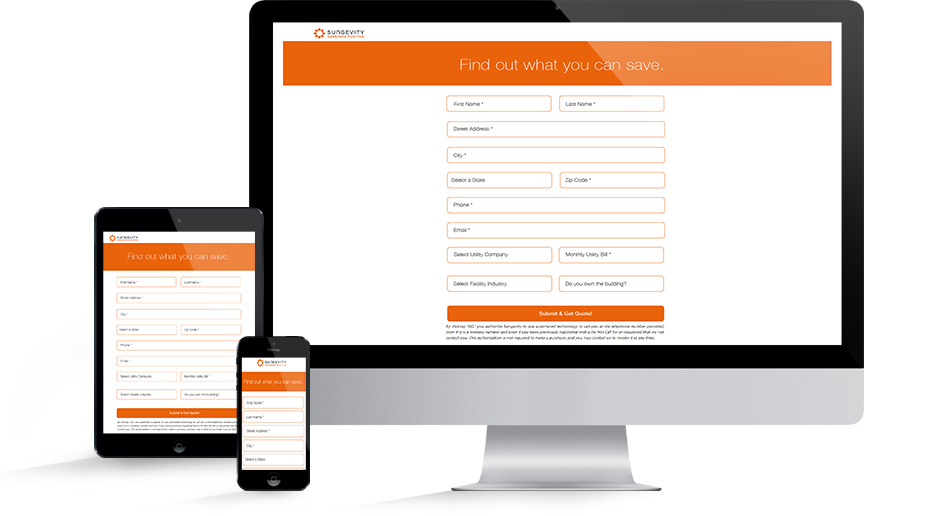 SUNGEVITY
GENERATE POSITIVE.
Find out what you can save.
First Name *
Last Name *
Street Address *
City *
Select a State
Zip Code *
Phone *
Email *
Select Utility Company
Monthly Utility Bill *
Select Facility Industry
Do you own the building?
Submit & Get Quote!
By clicking "GO," you authorize Sungevity to use automated technology to call you at the telephone number provided,
even if it is a wireless number and even if you have previously registered with a Do Not Call list or requested that we not
contact you. This authorization is not required to make a purchase and you may contact us to revoke it at any time.
SUNGEVITY
Find out what you can save.
First Name *
Last Name *
Street Address *
City *
Select a State
Zip Code *
Phone *
Email *
Select Utility Company
Monthly Utility Bill *
Select Facility Industry
Do you own the building?
Submit & Get Quote!
SUNGEVITY
Find out what you can save.
First Name *
Last Name *
Street Address *
City *
Select a State